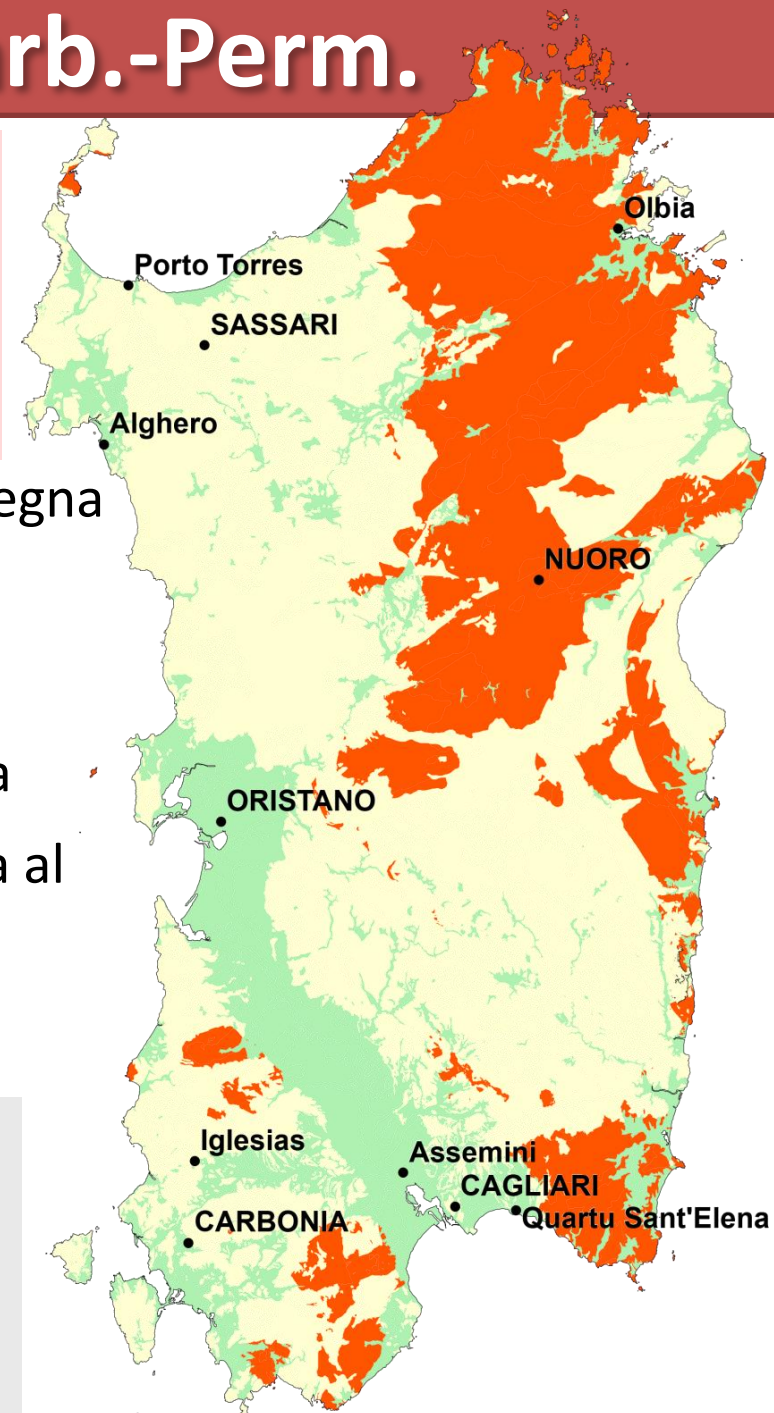 rb.-Perm.
Olbia
Porto Torres
SASSARI
Alghero
egna
NUORO
a
ORISTANO
a al
Iglesias
Assemini
CAGLIARI
CARBONIA
Quartu Sant'Elena